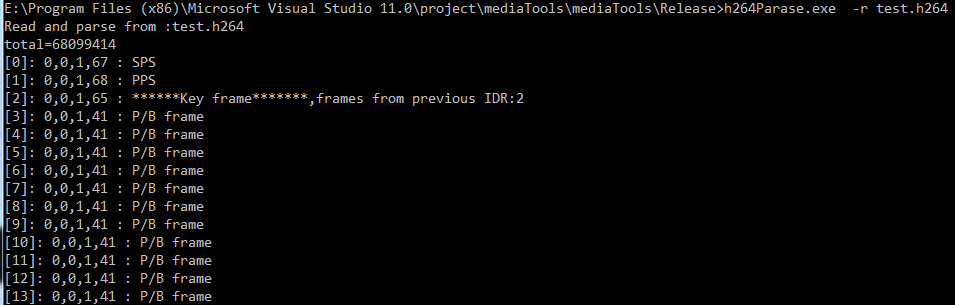 E:\Program Files (x86)\Microsoft Visual Studio 11.0\project\mediaTools\mediaTools\Release>h264Parase.exe  -r test.h264
Read and parse from :test.h264
total=68099414
[0]: 0,0,1,67 : SPS
[1]: 0,0,1,68 : PPS
[2]: 0,0,1,65 : ******Key frame*******,frames from previous IDR:2
[3]: 0,0,1,41 : P/B frame
[4]: 0,0,1,41 : P/B frame
[5]: 0,0,1,41 : P/B frame
[6]: 0,0,1,41 : P/B frame
[7]: 0,0,1,41 : P/B frame
[8]: 0,0,1,41 : P/B frame
[9]: 0,0,1,41 : P/B frame
[10]: 0,0,1,41 : P/B frame
[11]: 0,0,1,41 : P/B frame
[12]: 0,0,1,41 : P/B frame
[13]: 0,0,1,41 : P/B frame